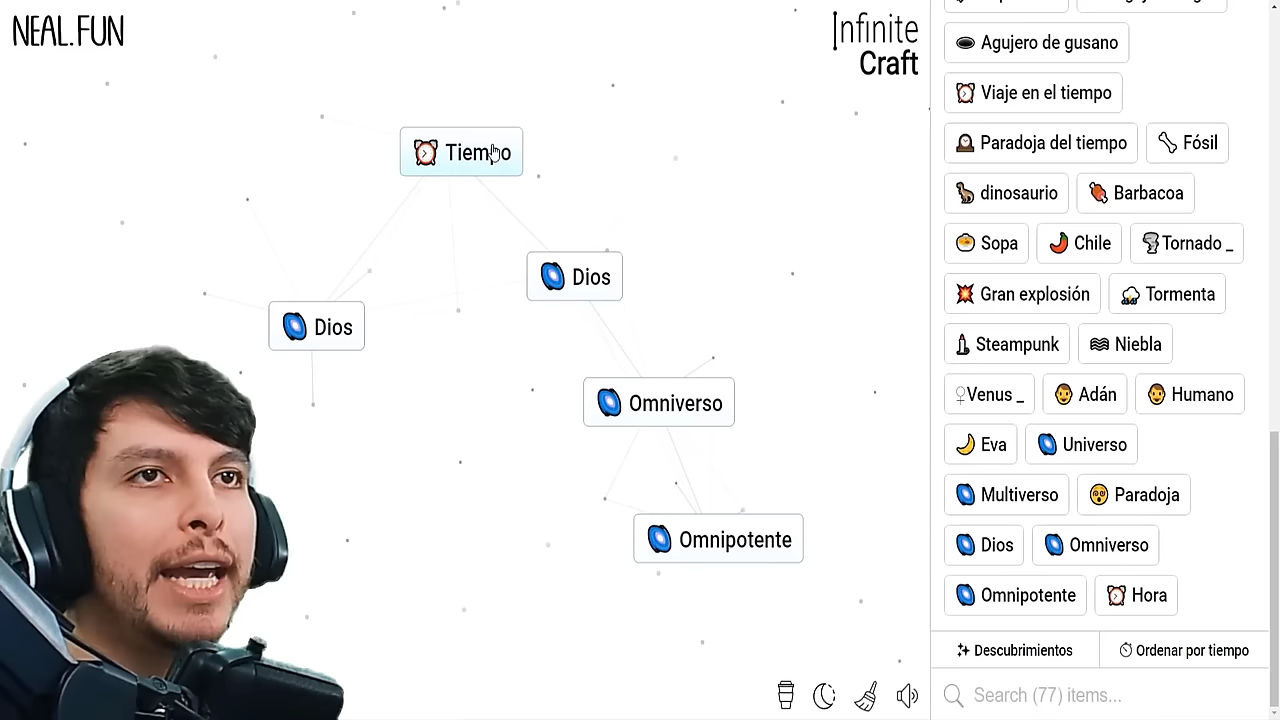 NEAL.FUN
Infinite
Craft
Tiempo
Dios
Dios
Omniverso
Omnipotente
Agujero de gusano
Viaje en el tiempo
Paradoja del tiempo Fósil
dinosaurio Barbacoa
Sopa Chile Tornado _
Gran explosión Tormenta
Steampunk Niebla
Venus _ Adán Humano
Eva Universo
Multiverso Paradoja
Dios Omniverso
Omnipotente Hora
Descubrimientos Ordenar por tiempo
Search (77) items...